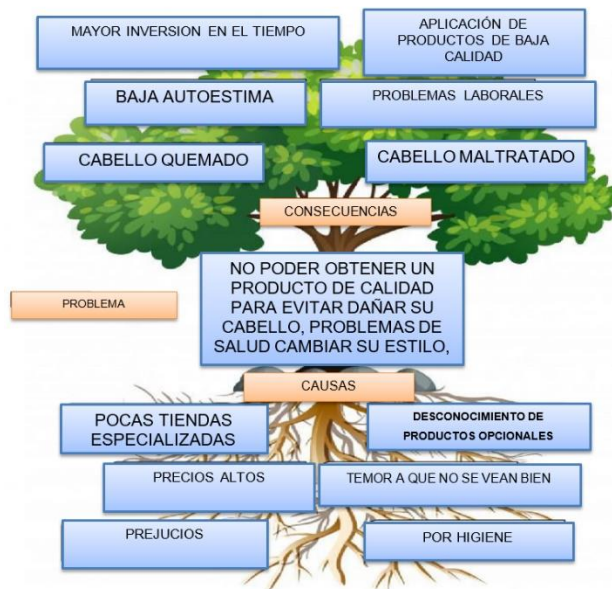 MAYOR INVERSION EN EL TIEMPO
APLICACIÓN DE
PRODUCTOS DE BAJA
CALIDAD
BAJA AUTOESTIMA
PROBLEMAS LABORALES
CABELLO QUEMADO
CABELLO MALTRATADO
CONSECUENCIAS
NO PODER OBTENER UN
PRODUCTO DE CALIDAD
PARA EVITAR DAÑAR SU
CABELLO, PROBLEMAS DE
SALUD CAMBIAR SU ESTILO,
PROBLEMA
CAUSAS
POCAS TIENDAS
ESPECIALIZADAS
DESCONOCIMIENTO DE
PRODUCTOS OPCIONALES
PRECIOS ALTOS
TEMOR A QUE NO SE VEAN BIEN
PREJUCIOS
POR HIGIENE